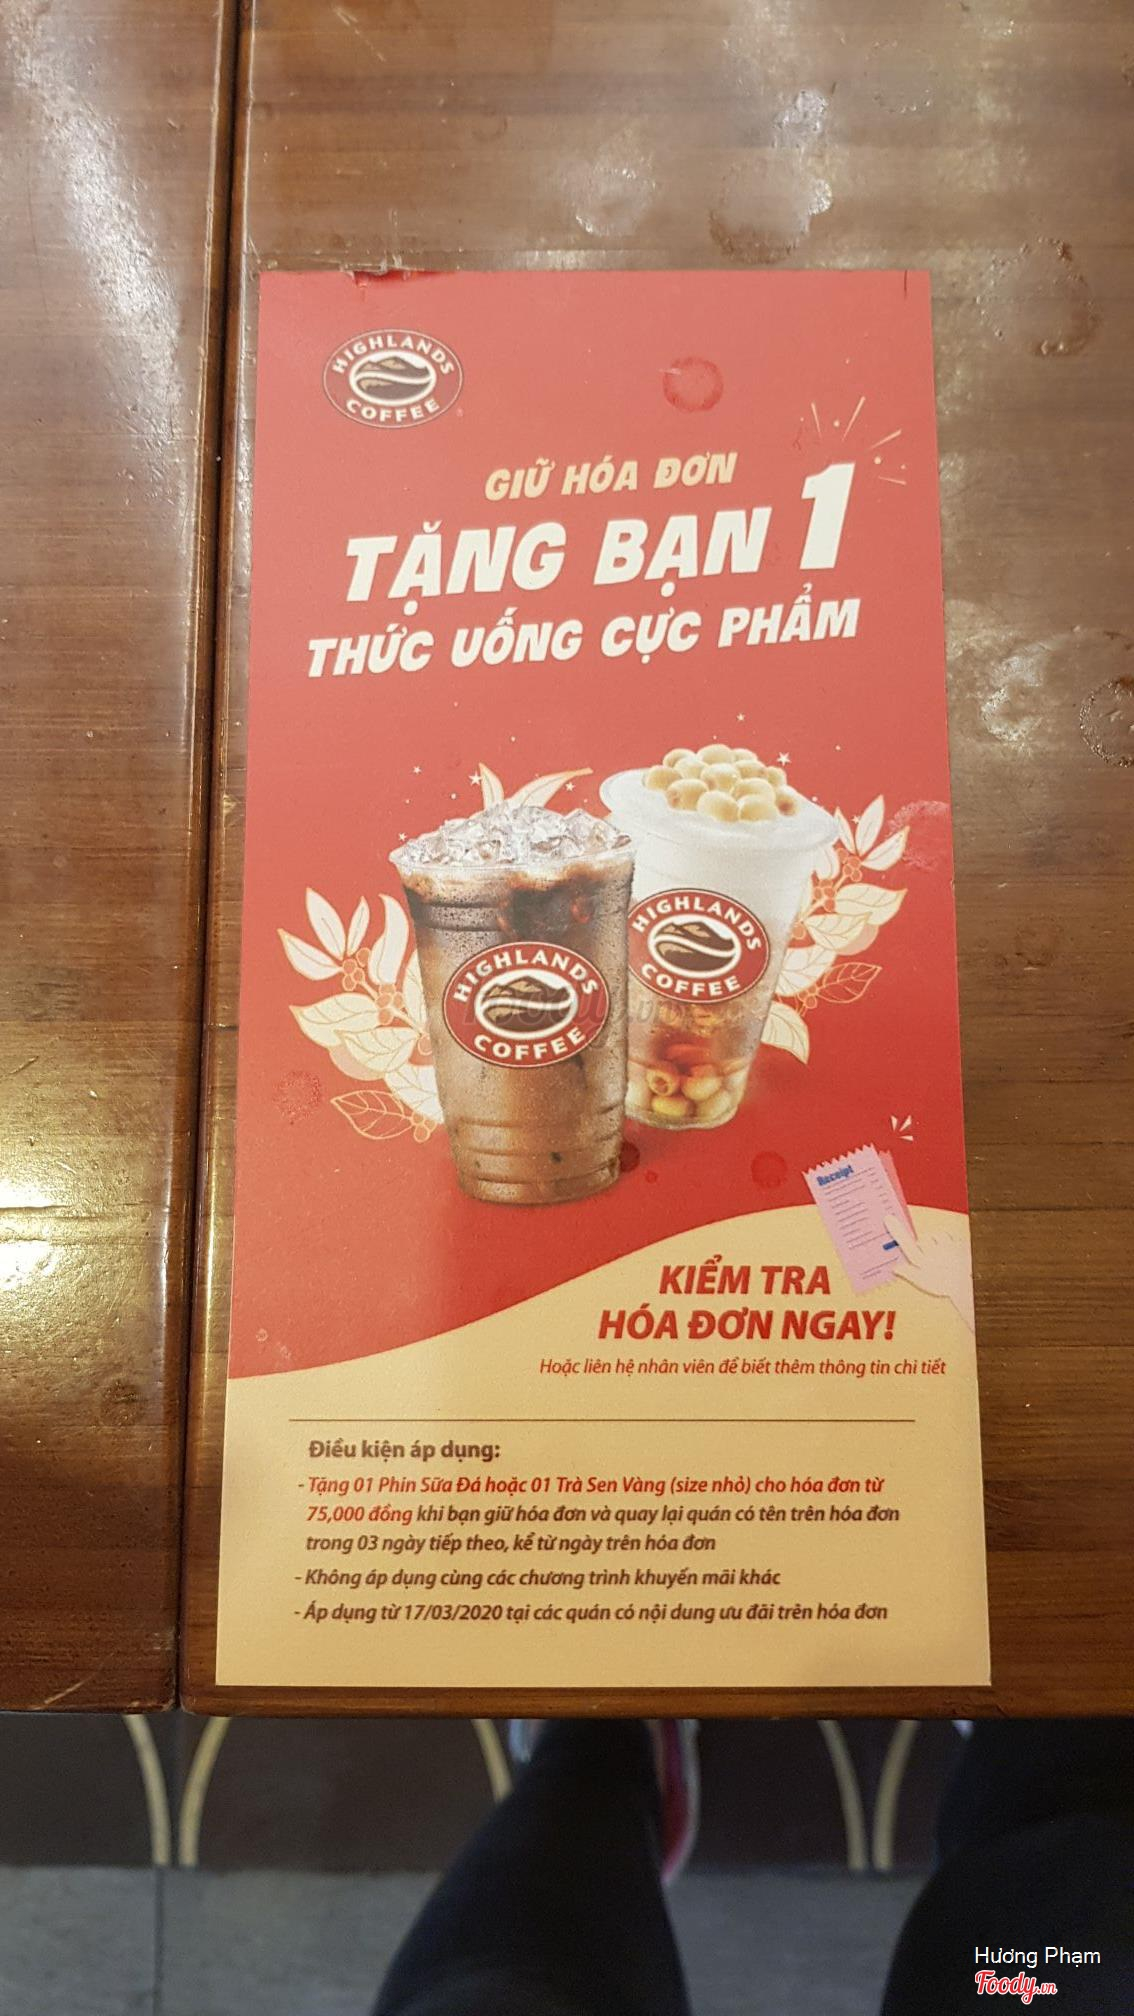 HIGHLANDS
COFFEE
GIỮ HÓA ĐƠN
TẶNG BẠN 1
THỨC UỐNG CỰC PHẨM
HIGHLANDS
COFFEE
HIGHLANDS
COFFEE
Receipt
KIỂM TRA
HÓA ĐƠN NGAY!
Hoặc liên hệ nhân viên để biết thêm thông tin chi tiết
Điều kiện áp dụng:
- Tặng 01 Phin Sữa Đá hoặc 01 Trà Sen Vàng (size nhỏ) cho hóa đơn từ
75,000 đồng khi bạn giữ hóa đơn và quay lại quán có tên trên hóa đơn
trong 03 ngày tiếp theo, kể từ ngày trên hóa đơn
- Không áp dụng cùng các chương trình khuyến mãi khác
- Áp dụng từ 17/03/2020 tại các quán có nội dung ưu đãi trên hóa đơn
Hương Phạm
Foody.vn